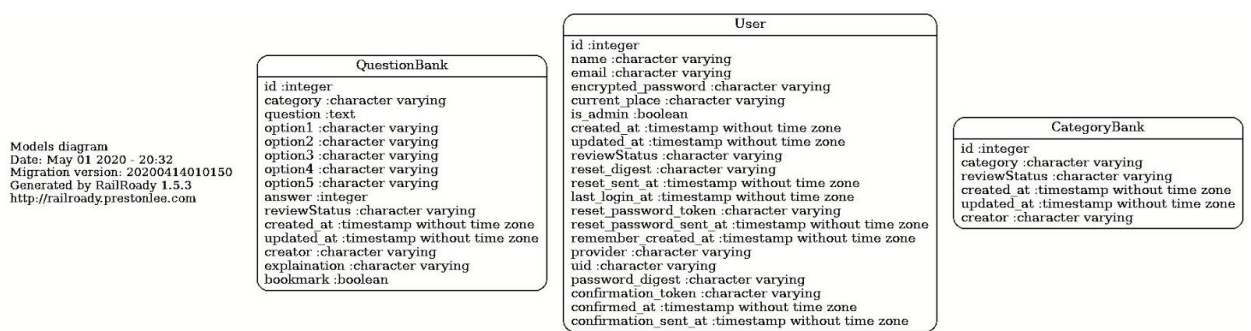 Models diagram
Date: May 01 2020 - 20:32
Migration version: 20200414010150
Generated by RailRoady 1.5.3
http://railroady.prestonlee.com
QuestionBank
id :integer
category :character varying
question :text
option1 :character varying
option2 :character varying
option3 :character varying
option4 :character varying
option5 :character varying
answer :integer
reviewStatus :character varying
created_at :timestamp without time zone
updated_at :timestamp without time zone
creator :character varying
explaination :character varying
bookmark :boolean
User
id :integer
name :character varying
email :character varying
encrypted_password :character varying
current_place :character varying
is_admin :boolean
created_at :timestamp without time zone
updated_at :timestamp without time zone
reviewStatus :character varying
reset_digest :character varying
reset_sent_at :timestamp without time zone
last_login_at :timestamp without time zone
reset_password_token :character varying
reset_password_sent_at :timestamp without time zone
remember_created_at :timestamp without time zone
provider :character varying
uid :character varying
password_digest :character varying
confirmation_token :character varying
confirmed_at :timestamp without time zone
confirmation_sent_at :timestamp without time zone
CategoryBank
id :integer
category :character varying
reviewStatus :character varying
created_at :timestamp without time zone
updated_at :timestamp without time zone
creator :character varying